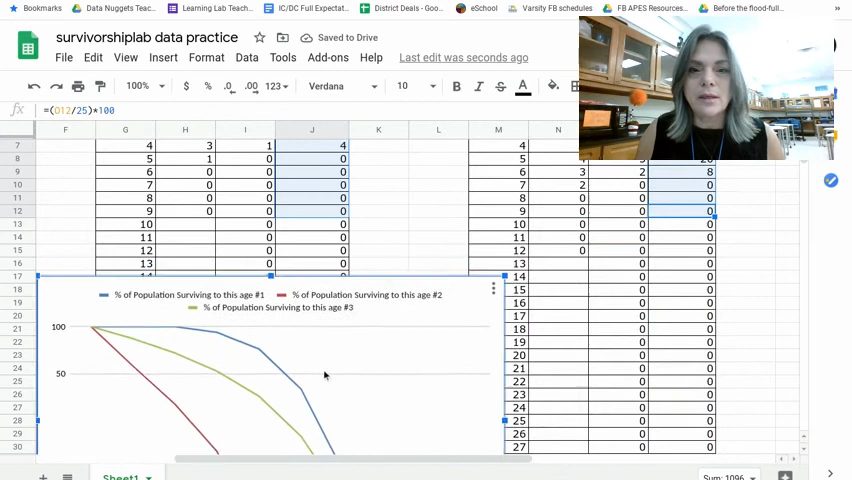 Bookmarks Data Nuggets Teac... Learning Lab Teach... IC/DC Full Expectat... District Deals - Goo... eSchool Varsity FB schedules FB APES Resources... Before the flood-full...
survivorshiplab data practice Saved to Drive
File Edit View Insert Format Data Tools Add-ons Help Last edit was seconds ago
100% $ % .0 .00 123 Verdana 10 B I S A
fx =(O12/25)*100
F G H I J K L M N
7 4 3 1 4 4
8 5 1 0 0 5 20
9 6 0 0 0 6 3 2 8
10 7 0 0 0 7 2 0 0
11 8 0 0 0 8 0 0 0
12 9 0 0 0 9 0 0 0
13 10 0 0 10 0 0 0
14 11 0 0 11 0 0 0
15 12 0 0 12 0 0 0
16 13 0 0 13 0 0
17 14 0 0
18 15 0 0
19 16 0 0
20 17 0 0
21 18 0 0
22 19 0 0
23 20 0 0
24 21 0 0
25 22 0 0
26 23 0 0
27 24 0 0
28 25 0 0
29 26 0 0
30 27 0 0
% of Population Surviving to this age #1 % of Population Surviving to this age #2
% of Population Surviving to this age #3
100
50
Sheet1 Sum: 1096